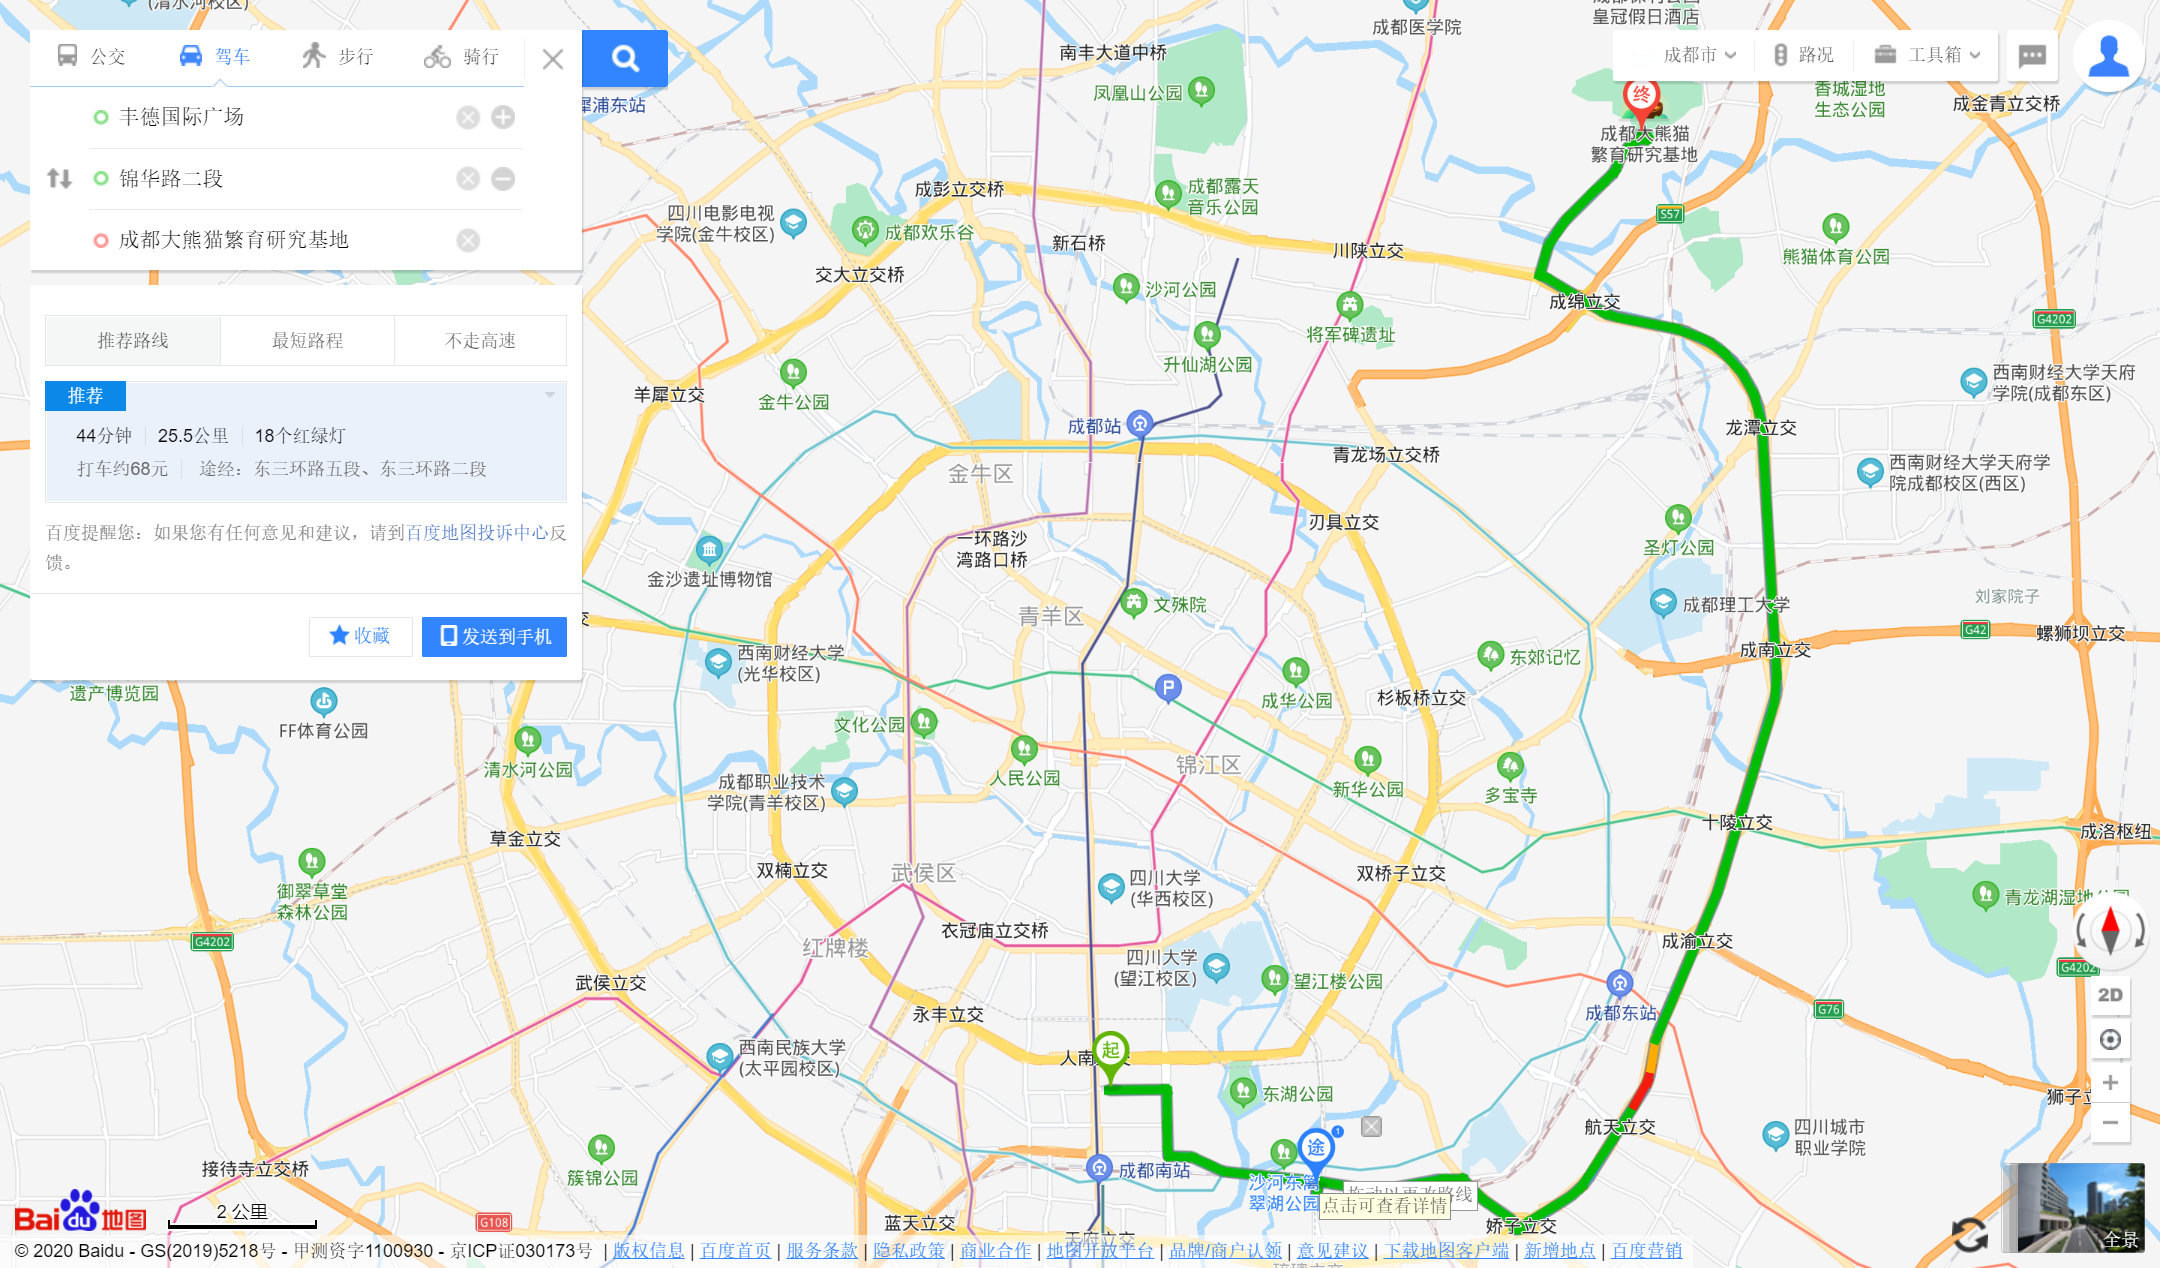 公交
驾车
步行
骑行
丰德国际广场
锦华路二段
成都大熊猫繁育研究基地
推荐路线
最短路程
不走高速
推荐
44分钟
25.5公里
18个红绿灯
打车约68元
途经：东三环路五段、东三环路二段
百度提醒您：如果您有任何意见和建议，请到百度地图投诉中心反
馈。
收藏
发送到手机
成都市
路况
工具箱
南丰大道中桥
成都医学院
皇冠假日酒店
犀浦东站
凤凰山公园
终
香城湿地
生态公园
成金青立交桥
成都大熊猫
繁育研究基地
成彭立交桥
成都露天
音乐公园
四川电影电视
学院(金牛校区)
成都欢乐谷
新石桥
川陕立交
S57
熊猫体育公园
交大立交桥
沙河公园
将军碑遗址
成绵立交
G4202
升仙湖公园
羊犀立交
金牛公园
成都站
西南财经大学天府
学院(成都东区)
龙潭立交
青龙场立交桥
金牛区
西南财经大学天府学
院成都校区(西区)
一环路沙
湾路口桥
刃具立交
圣灯公园
金沙遗址博物馆
青羊区
文殊院
成都理工大学
刘家院子
G42
螺狮坝立交
西南财经大学
(光华校区)
东郊记忆
成南立交
遗产博览园
FF体育公园
P
成华公园
杉板桥立交
文化公园
清水河公园
人民公园
锦江区
成都职业技术
学院(青羊校区)
新华公园
多宝寺
草金立交
十陵立交
成洛枢纽
双楠立交
武侯区
四川大学
(华西校区)
双桥子立交
御翠草堂
森林公园
青龙湖湿地公园
G4202
衣冠庙立交桥
成渝立交
红牌楼
四川大学
(望江校区)
望江楼公园
G4202
武侯立交
成都东站
2D
G76
永丰立交
西南民族大学
(太平园校区)
起
东湖公园
航天立交
四川城市
职业学院
途
1
接待寺立交桥
簇锦公园
成都南站
沙河东篱
翠湖公园
点击可查看详情
2 公里
G108
蓝天立交
娇子立交
全景
Bai du 地图
© 2020 Baidu - GS(2019)5218号 - 甲测资字1100930 - 京ICP证030173号 | 版权信息 | 百度首页 | 服务条款 | 隐私政策 | 商业合作 | 地图开放平台 | 品牌/商户认领 | 意见建议 | 下载地图客户端 | 新增地点 | 百度营销